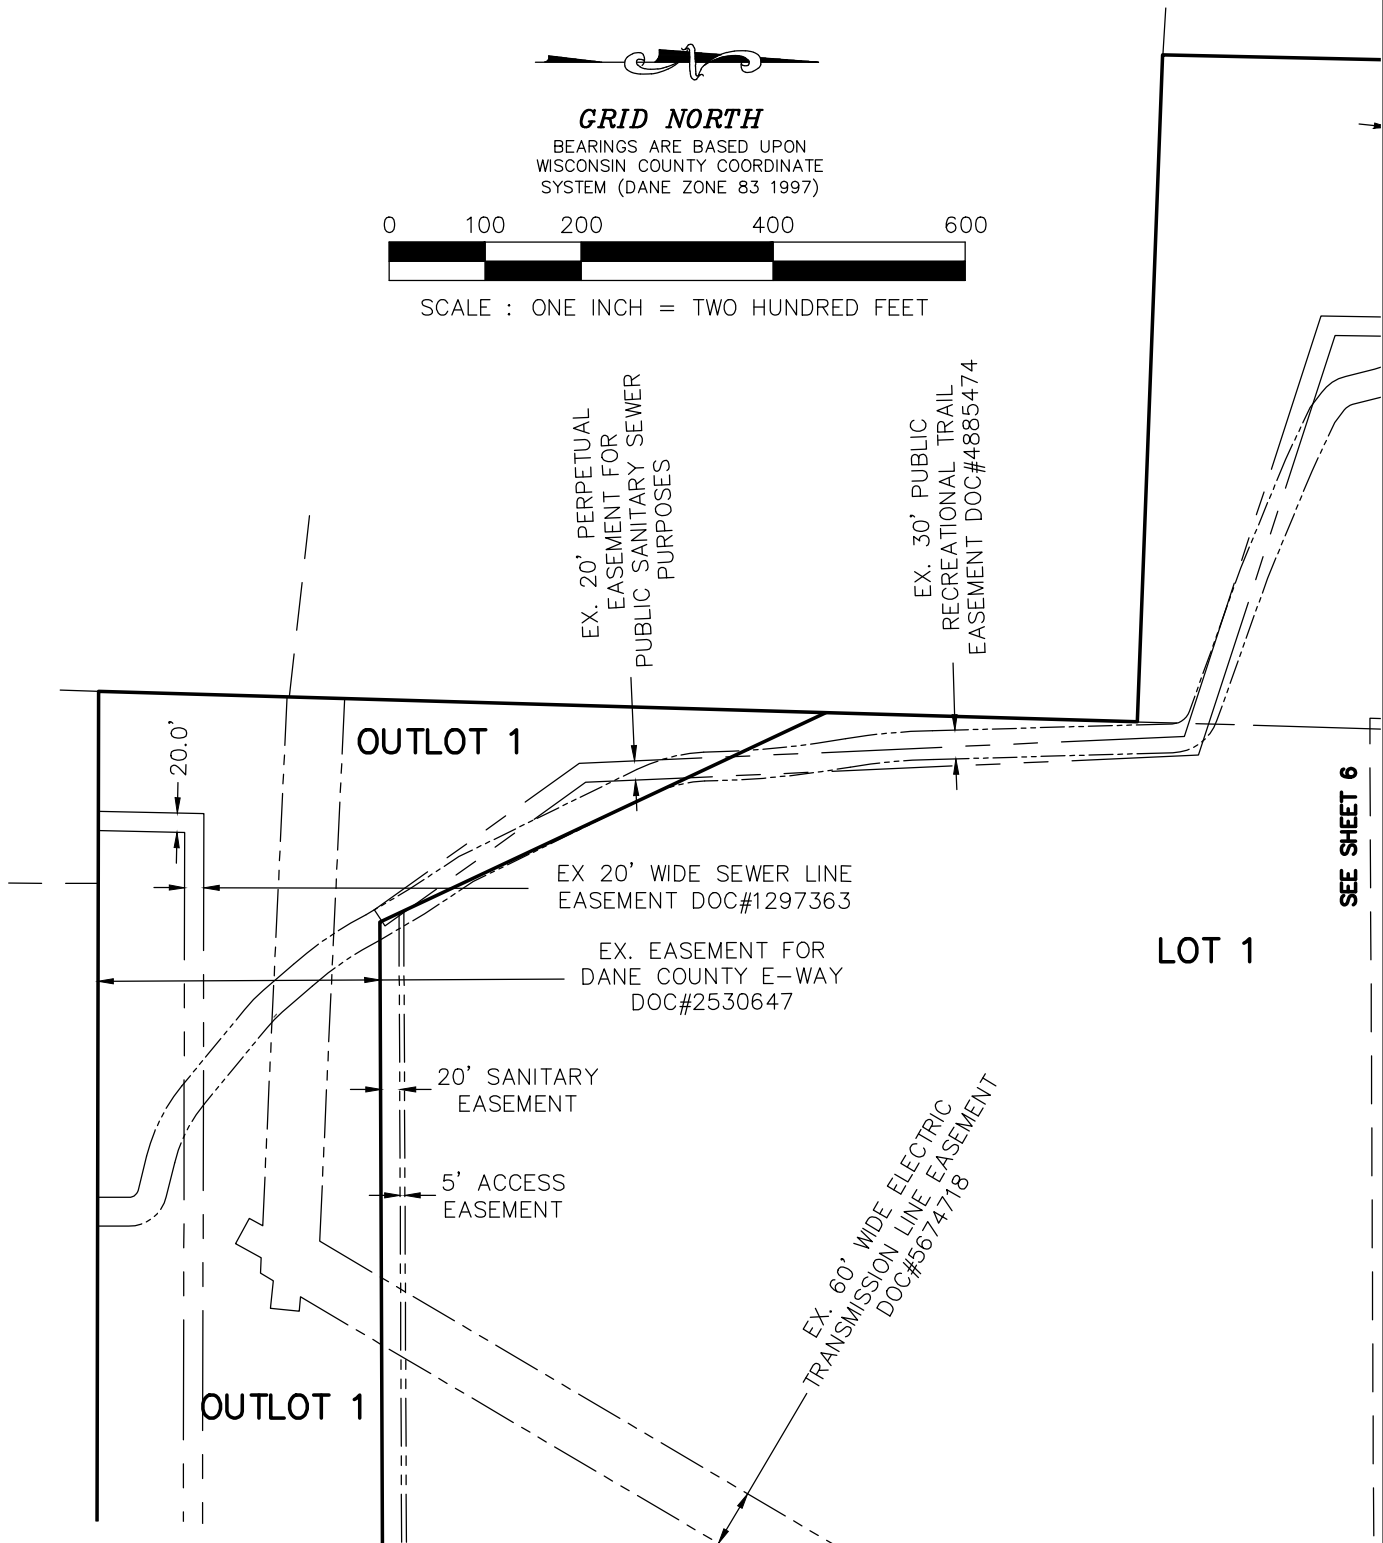 GRID NORTH
BEARINGS ARE BASED UPON
WISCONSIN COUNTY COORDINATE
SYSTEM (DANE ZONE 83 1997)
0 100 200 400 600
SCALE : ONE INCH = TWO HUNDRED FEET
EX. 20' PERPETUAL
EASEMENT FOR
PUBLIC SANITARY SEWER
PURPOSES
EX. 30' PUBLIC
RECREATIONAL TRAIL
EASEMENT DOC#4885474
OUTLOT 1
20.0'
SEE SHEET 6
EX 20' WIDE SEWER LINE
EASEMENT DOC#1297363
LOT 1
EX. EASEMENT FOR
DANE COUNTY E-WAY
DOC#2530647
20' SANITARY
EASEMENT
5' ACCESS
EASEMENT
EX. 60' WIDE ELECTRIC
TRANSMISSION LINE EASEMENT
DOC#5674718
OUTLOT 1